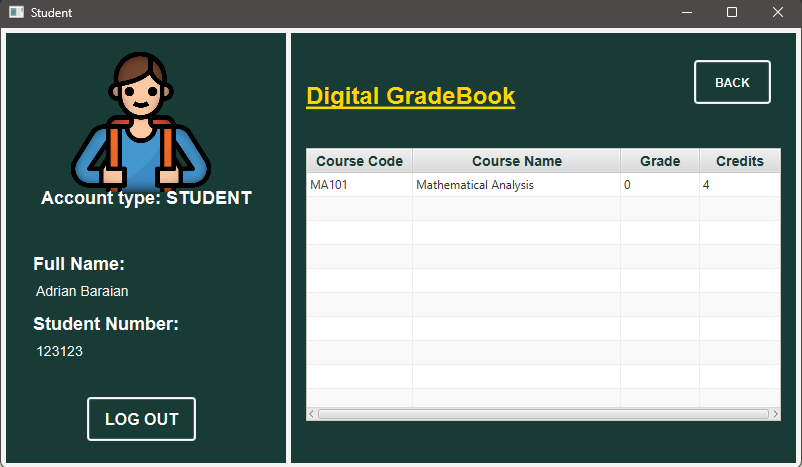 Student
Account type: STUDENT
Full Name:
Adrian Baraian
Student Number:
123123
LOG OUT
Digital GradeBook
BACK
Course Code Course Name Grade Credits
MA101 Mathematical Analysis 0 4